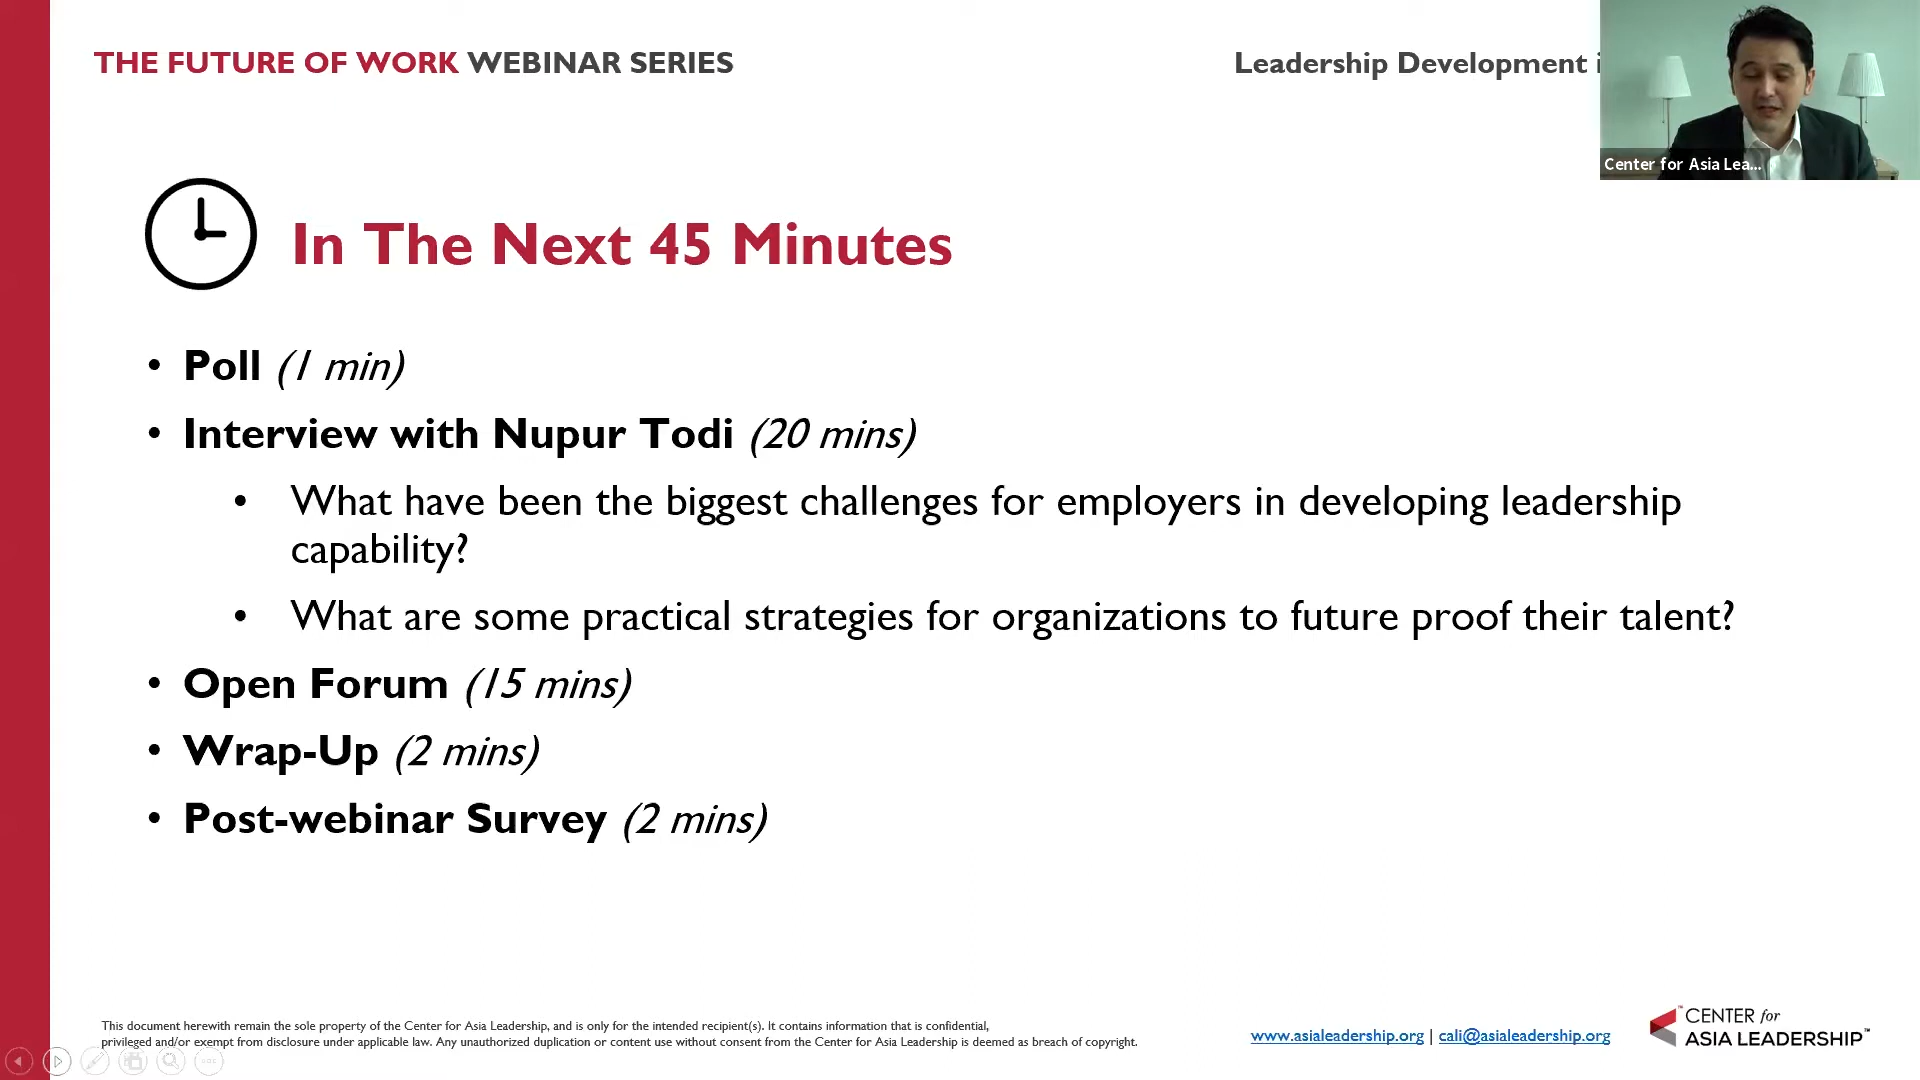 THE FUTURE OF WORK WEBINAR SERIES
Leadership Development
Center for Asia Lea...
In The Next 45 Minutes
• Poll (1 min)
• Interview with Nupur Todi (20 mins)
• What have been the biggest challenges for employers in developing leadership
capability?
• What are some practical strategies for organizations to future proof their talent?
• Open Forum (15 mins)
• Wrap-Up (2 mins)
• Post-webinar Survey (2 mins)
This document herewith remain the sole property of the Center for Asia Leadership, and is only for the intended recipient(s). It contains information that is confidential,
privileged and/or exempt from disclosure under applicable law. Any unauthorized duplication or content use without consent from the Center for Asia Leadership is deemed as breach of copyright.
www.asialeadership.org | cali@asialeadership.org
™CENTER for
ASIA LEADERSHIP™